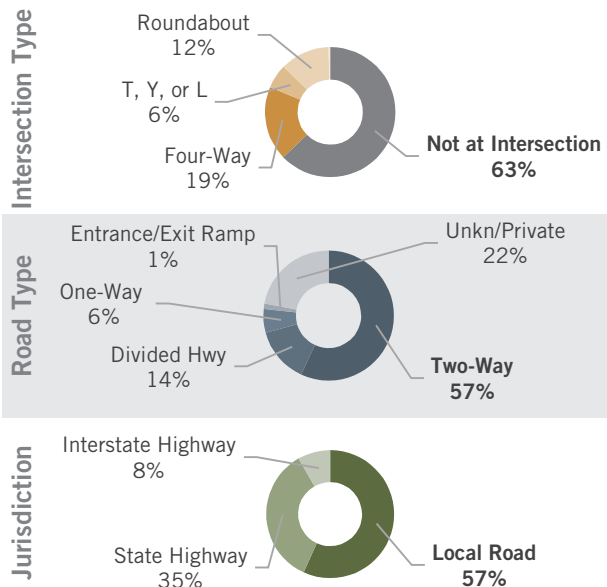 Intersection Type
Roundabout
12%
T, Y, or L
6%
Four-Way
19%
Not at Intersection
63%
Road Type
Entrance/Exit Ramp
1%
Unkn/Private
22%
One-Way
6%
Divided Hwy
14%
Two-Way
57%
Jurisdiction
Interstate Highway
8%
State Highway
35%
Local Road
57%